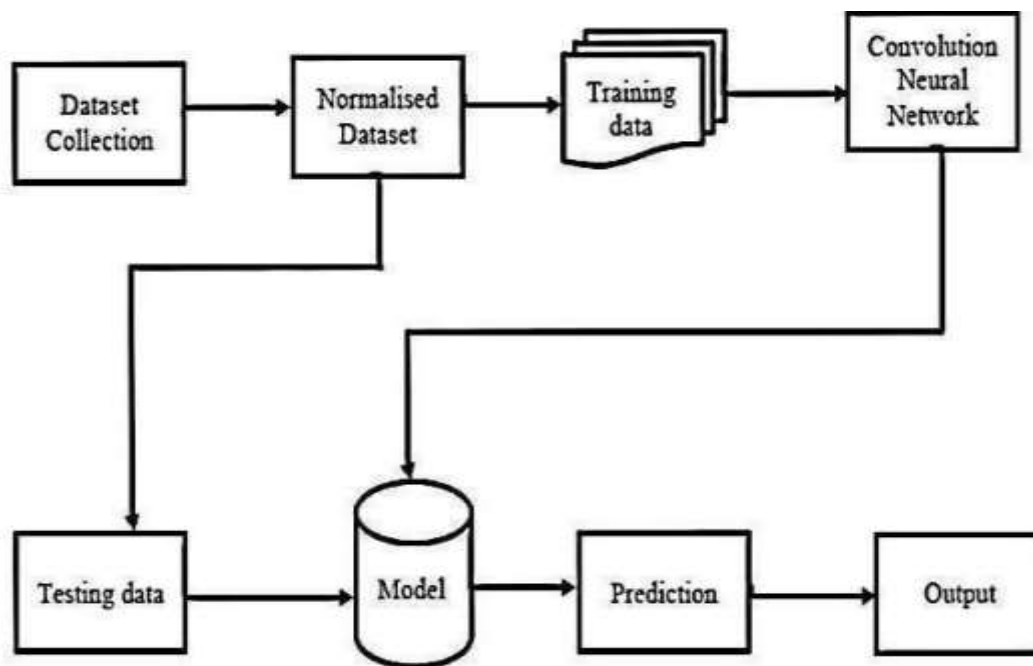 Dataset
Collection
Normalised
Dataset
Training
data
Convolution
Neural
Network
Testing data
Model
Prediction
Output